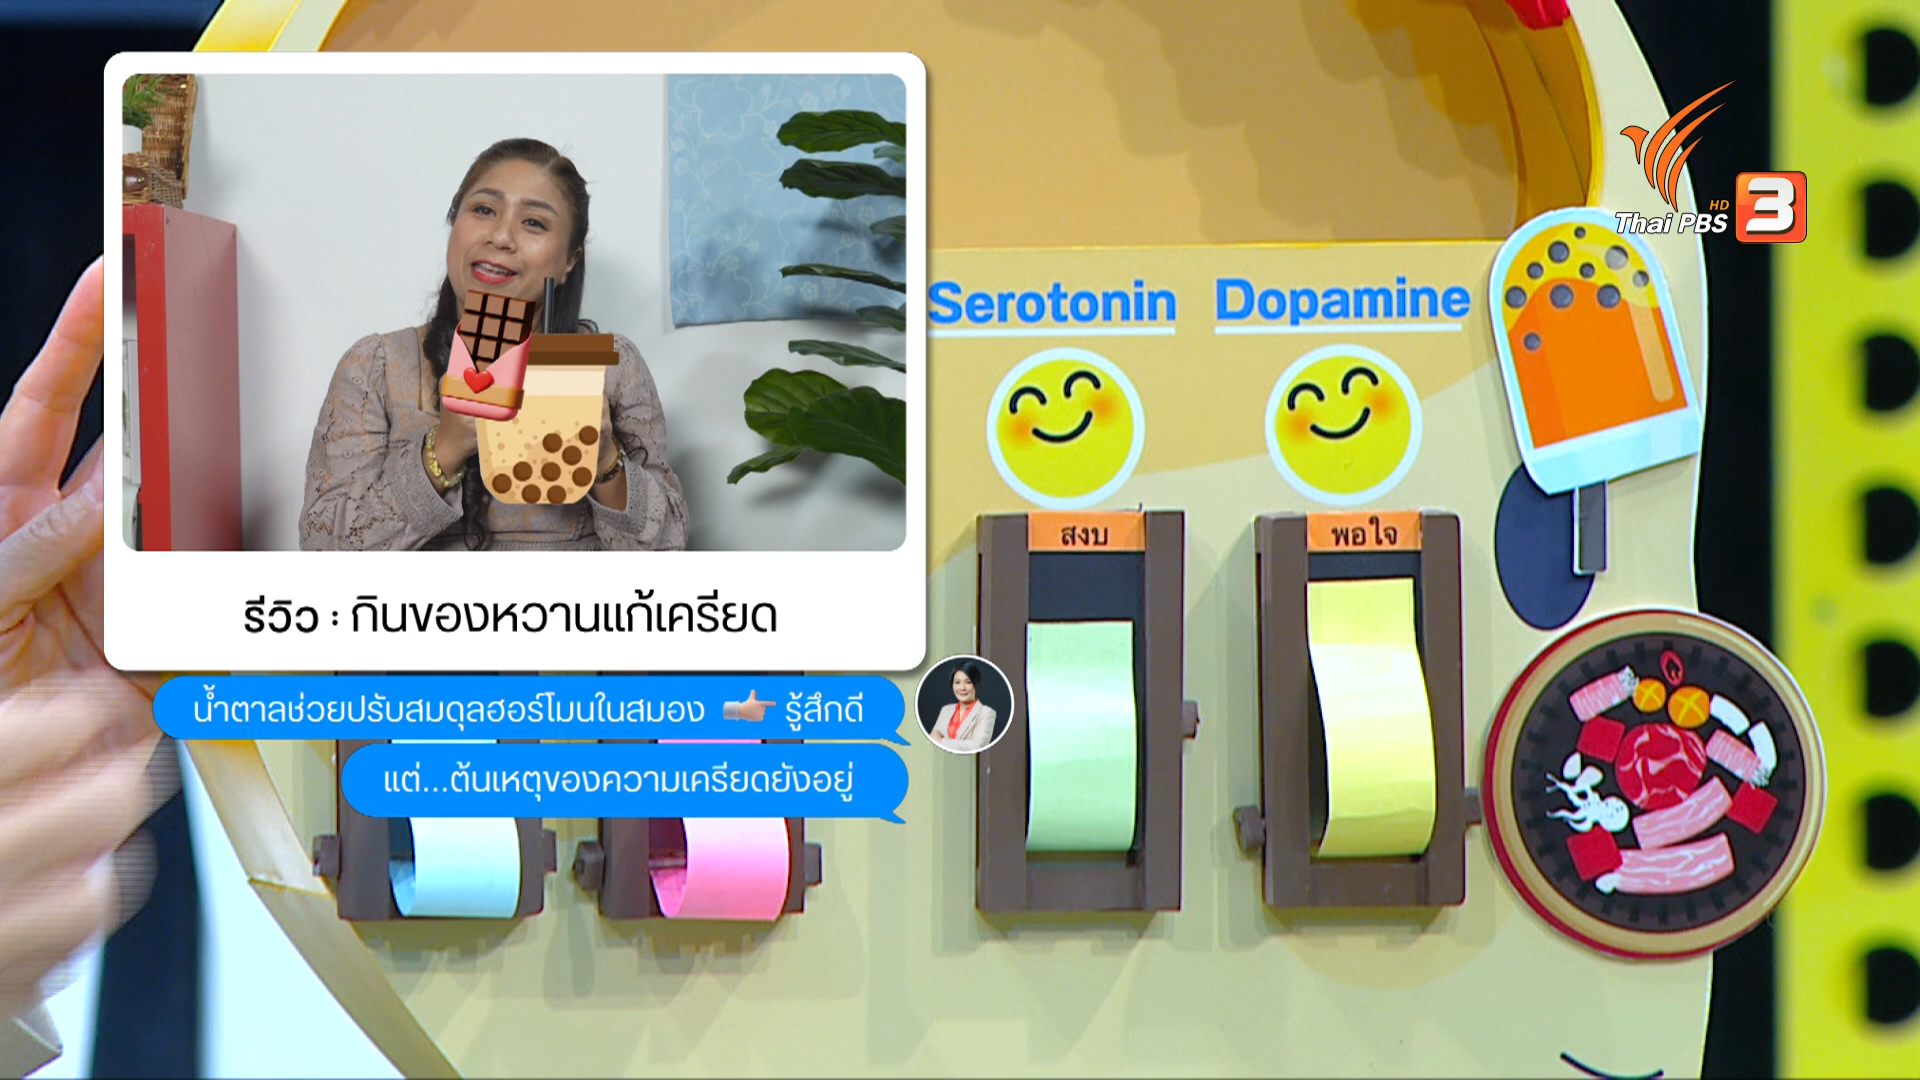 HD
Thai PBS 3
Serotonin Dopamine
สงบ พอใจ
รีวิว : กินของหวานแก้เครียด
น้ำตาลช่วยปรับสมดุลฮอร์โมนในสมอง 👉 รู้สึกดี
แต่...ต้นเหตุของความเครียดยังอยู่